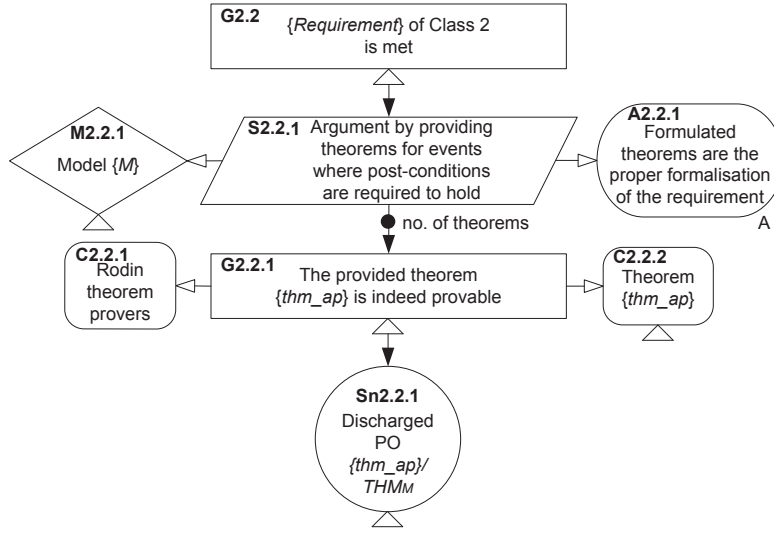 G2.2
{Requirement} of Class 2
is met
M2.2.1
Model {M}
S2.2.1
Argument by providing
theorems for events
where post-conditions
are required to hold
A2.2.1
Formulated
theorems are the
proper formalisation
of the requirement
A
no. of theorems
C2.2.1
Rodin
theorem
provers
G2.2.1
The provided theorem
{thm_ap} is indeed provable
C2.2.2
Theorem
{thm_ap}
Sn2.2.1
Discharged
PO
{thm_ap}/
THMM